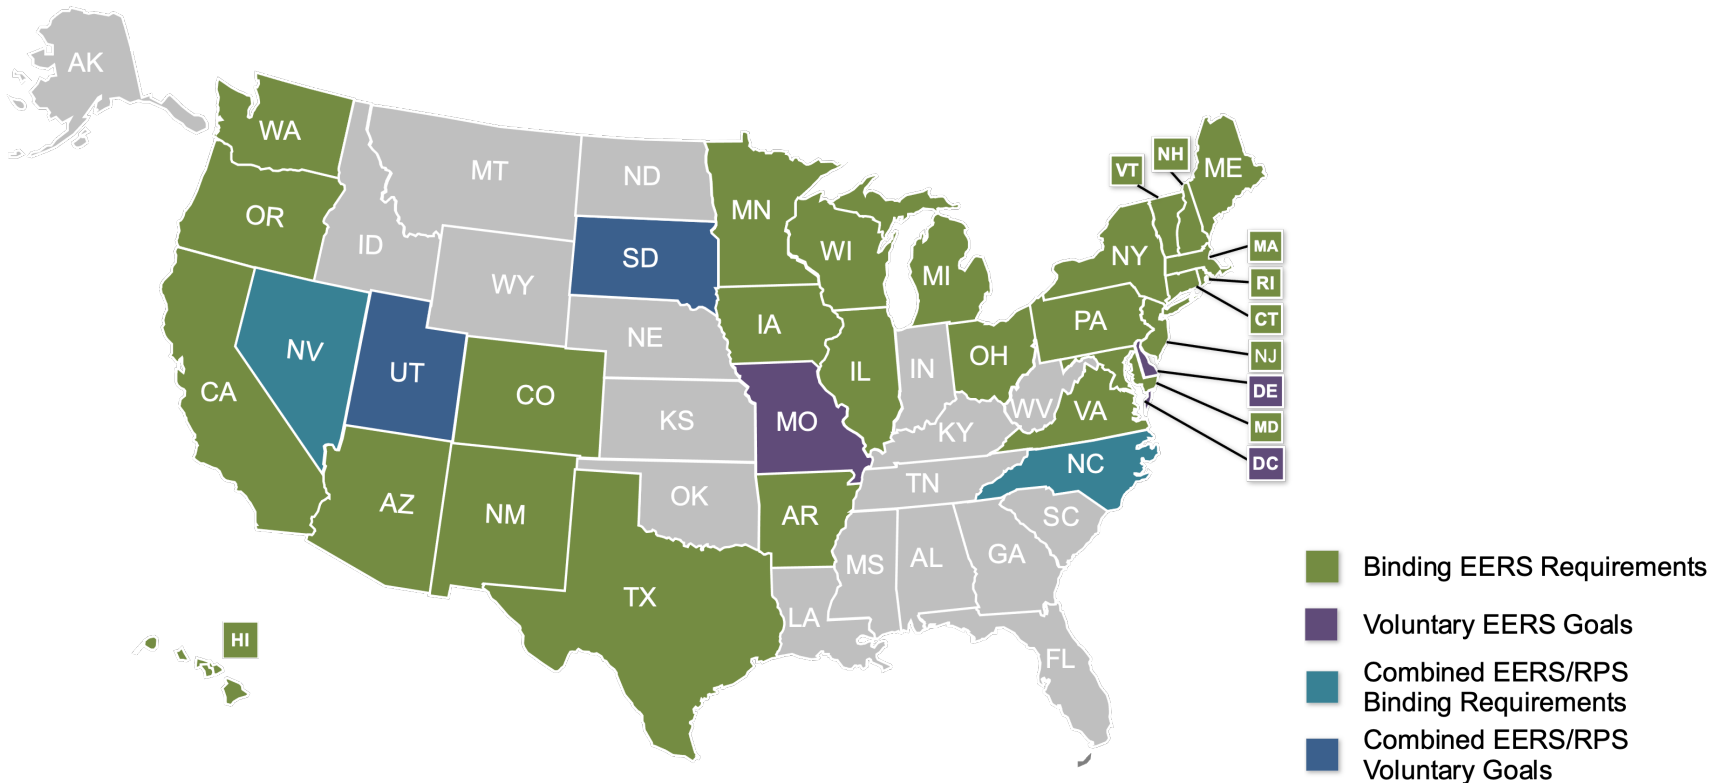 AK
WA
MT
ND
MN
VT
NH
ME
OR
ID
SD
WI
MI
NY
MA
WY
RI
NV
UT
NE
IA
PA
CT
CA
CO
IL
IN
OH
NJ
KS
MO
WV
VA
DE
KY
MD
AZ
NM
OK
AR
TN
NC
DC
MS
AL
GA
SC
TX
LA
HI
FL
Binding EERS Requirements
Voluntary EERS Goals
Combined EERS/RPS
Binding Requirements
Combined EERS/RPS
Voluntary Goals